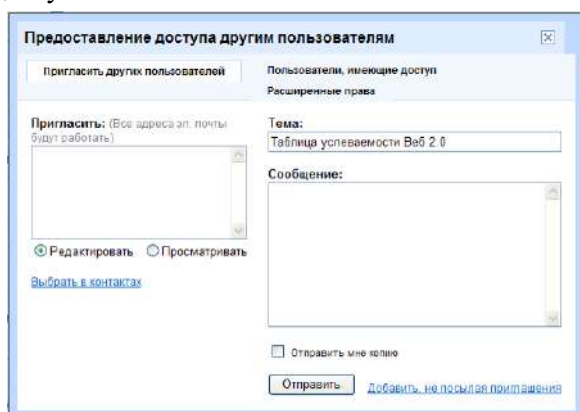 Предоставление доступа другим пользователям
Пригласить других пользователей
Пользователи, имеющие доступ
Расширенные права
Пригласить: (Все адреса эл. почты
будут работать)
Редактировать Просматривать
Выбрать в контактах
Тема:
Таблица успеваемости Веб 2.0
Сообщение:
Отправить мне копию
Отправить Добавить, не посылая приглашения